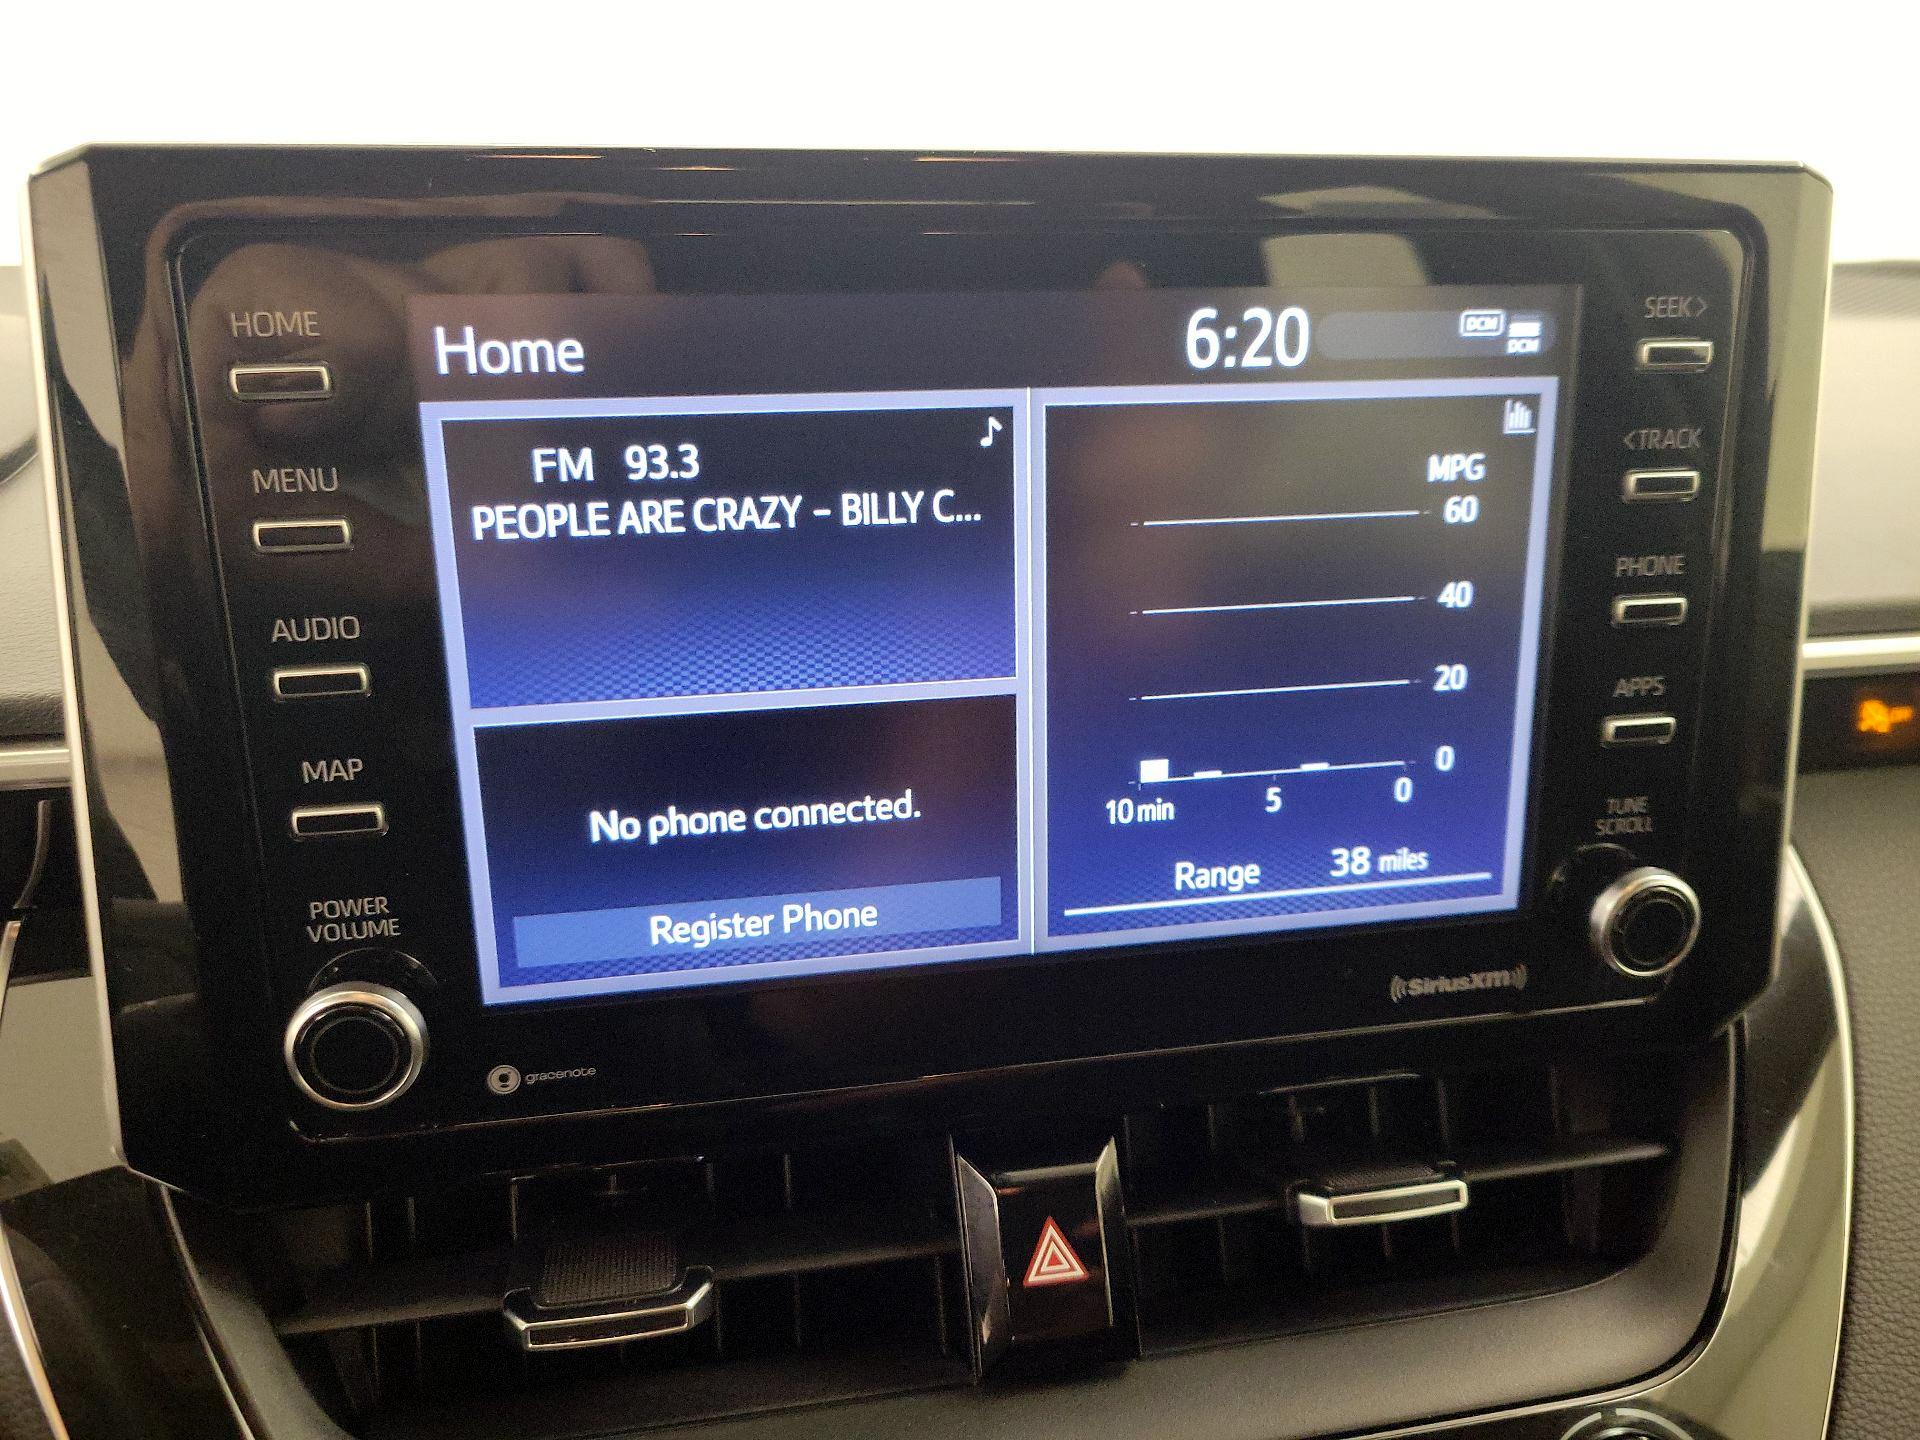 HOME
MENU
AUDIO
MAP
POWER
VOLUME
Home
6:20
DCM
DCM
FM 93.3
PEOPLE ARE CRAZY - BILLY C...
No phone connected.
Register Phone
MPG
60
40
20
0
10 min 5 0
Range 38 miles
SEEK >
< TRACK
PHONE
APPS
TUNE
SCROLL
gracenote
SiriusXM